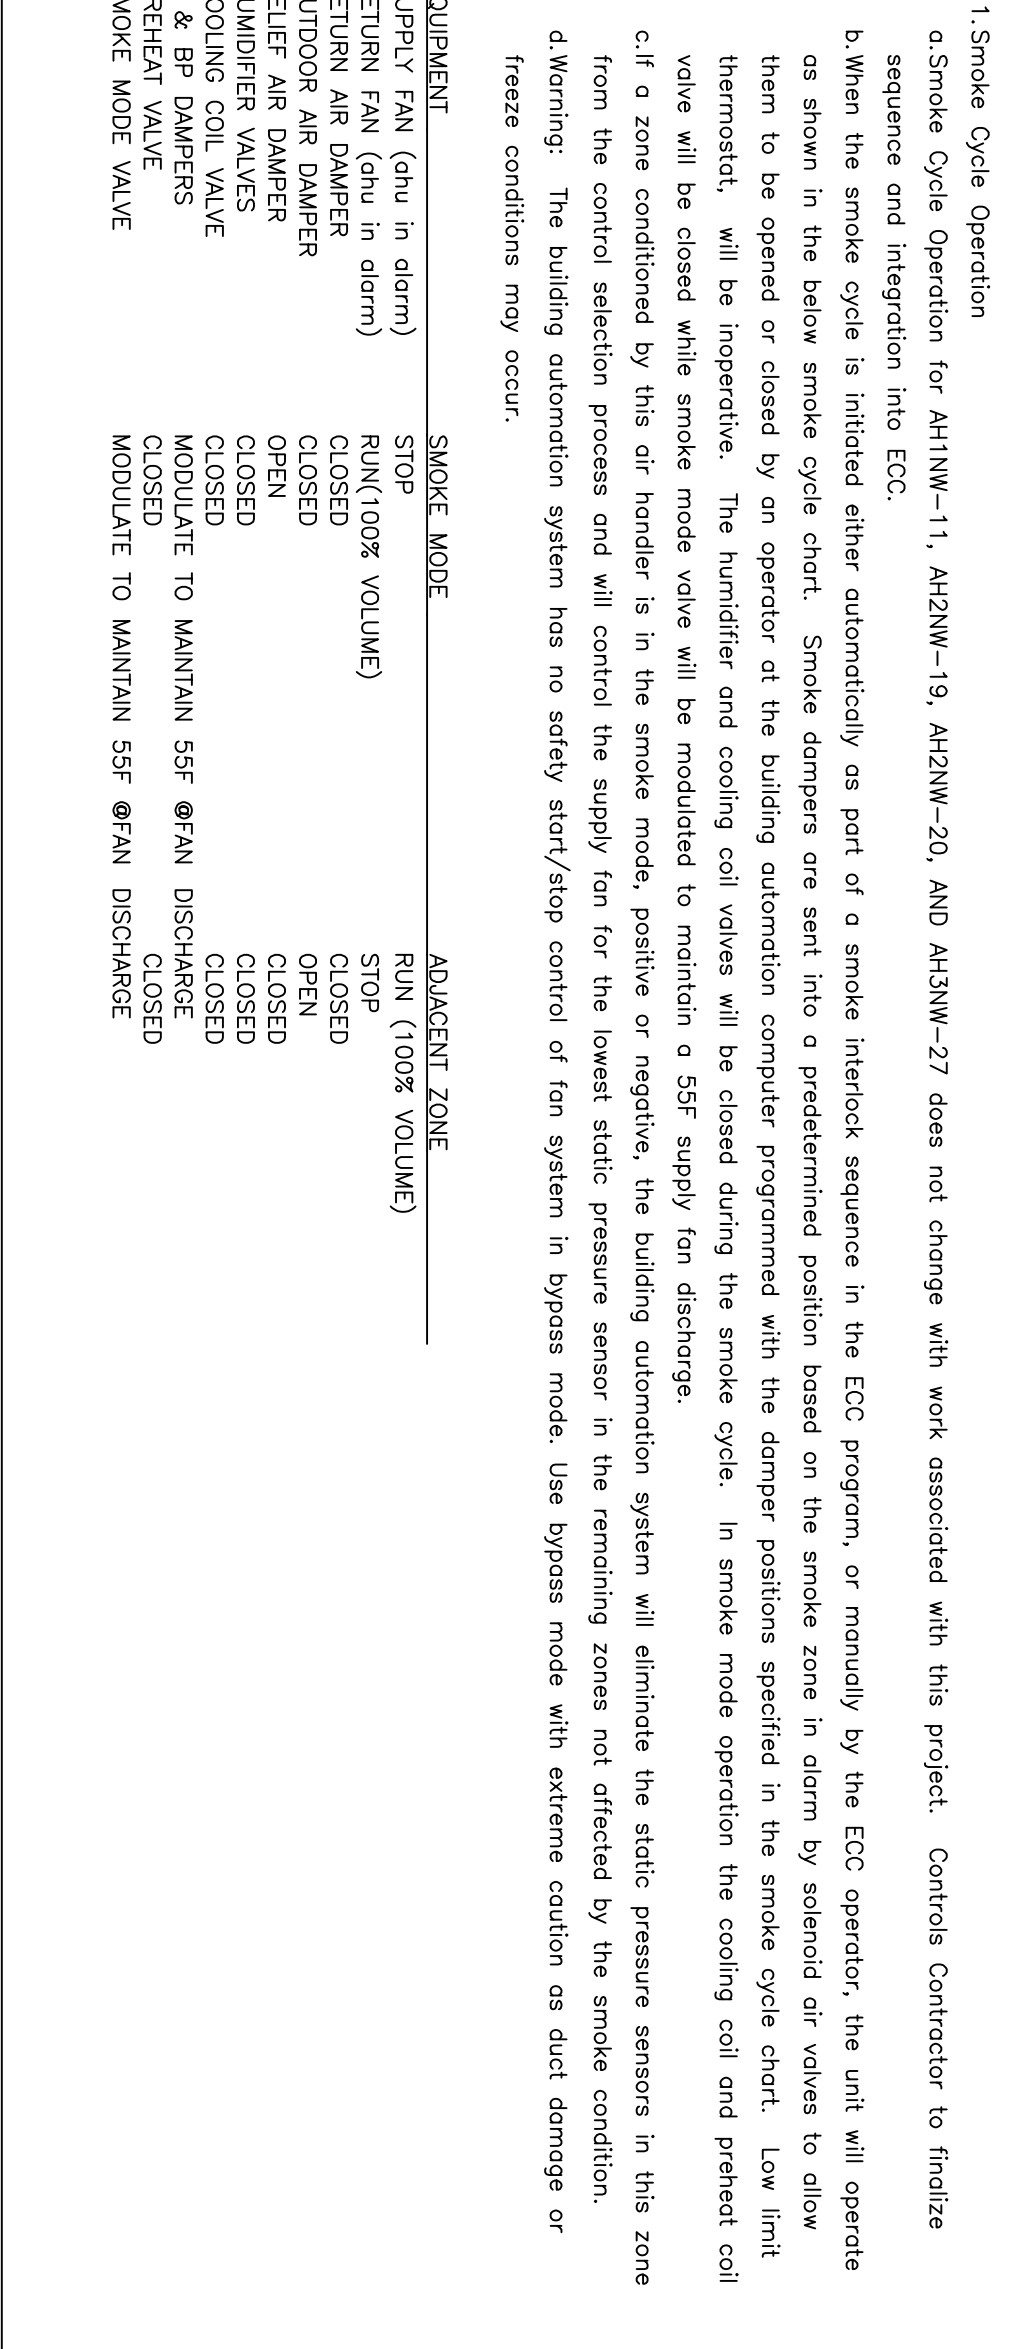 1. Smoke Cycle Operation
a. Smoke Cycle Operation for AH1NW-11, AH2NW-19, AH2NW-20, AND AH3NW-27 does not change with work associated with this project. Controls Contractor to finalize
sequence and integration into ECC.
b. When the smoke cycle is initiated either automatically as part of a smoke interlock sequence in the ECC program, or manually by the ECC operator, the unit will operate
as shown in the below smoke cycle chart. Smoke dampers are sent into a predetermined position based on the smoke zone in alarm by solenoid air valves to allow
them to be opened or closed by an operator at the building automation computer programmed with the damper positions specified in the smoke cycle chart. Low limit
thermostat, will be inoperative. The humidifier and cooling coil valves will be closed during the smoke cycle. In smoke mode operation the cooling coil and preheat coil
valve will be closed while smoke mode valve will be modulated to maintain a 55F supply fan discharge.
c. If a zone conditioned by this air handler is in the smoke mode, positive or negative, the building automation system will eliminate the static pressure sensors in this zone
from the control selection process and will control the supply fan for the lowest static pressure sensor in the remaining zones not affected by the smoke condition.
d. Warning: The building automation system has no safety start/stop control of fan system in bypass mode. Use bypass mode with extreme caution as duct damage or
freeze conditions may occur.
QUIPMENT SMOKE MODE ADJACENT ZONE
UPPLY FAN (ahu in alarm) STOP RUN (100% VOLUME)
ETURN FAN (ahu in alarm) RUN(100% VOLUME) STOP
ETURN AIR DAMPER CLOSED CLOSED
UTDOOR AIR DAMPER CLOSED OPEN
ELIEF AIR DAMPER OPEN CLOSED
UMIDIFIER VALVES CLOSED CLOSED
OOLING COIL VALVE CLOSED CLOSED
& BP DAMPERS MODULATE TO MAINTAIN 55F @FAN DISCHARGE
REHEAT VALVE CLOSED CLOSED
MOKE MODE VALVE MODULATE TO MAINTAIN 55F @FAN DISCHARGE